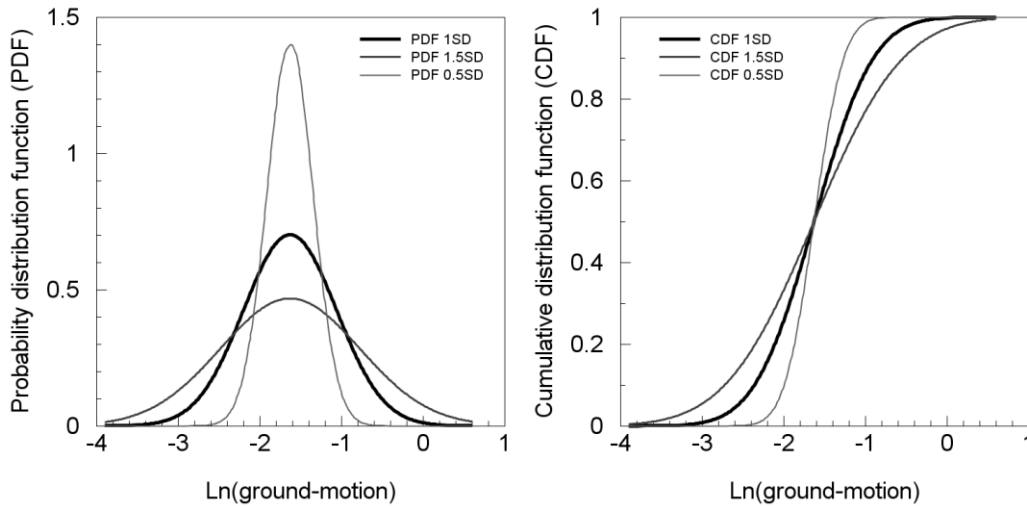 Probability distribution function (PDF)
1.5
1
0.5
0
PDF 1SD
PDF 1.5SD
PDF 0.5SD
-4 -3 -2 -1 0 1
Ln(ground-motion)
Cumulative distribution function (CDF)
1
0.8
0.6
0.4
0.2
0
CDF 1SD
CDF 1.5SD
CDF 0.5SD
-4 -3 -2 -1 0 1
Ln(ground-motion)